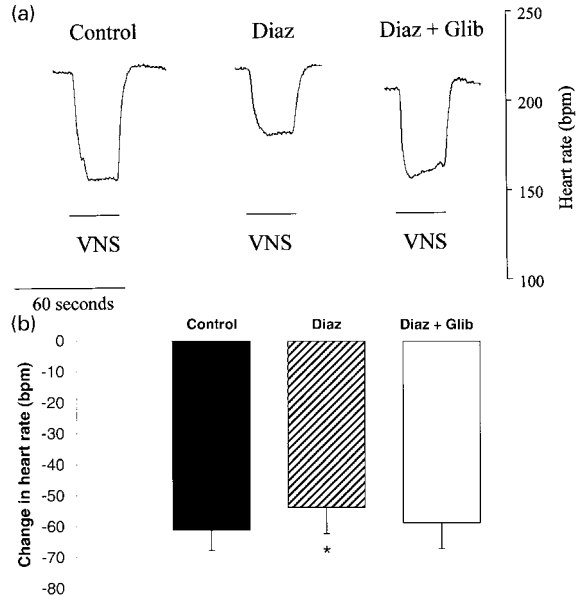 (a)
Control Diaz Diaz + Glib
250
200
150
100
Heart rate (bpm)
VNS VNS VNS
60 seconds
(b)
Control Diaz Diaz + Glib
0
-10
-20
-30
-40
-50
-60
-70
-80
Change in heart rate (bpm)
*